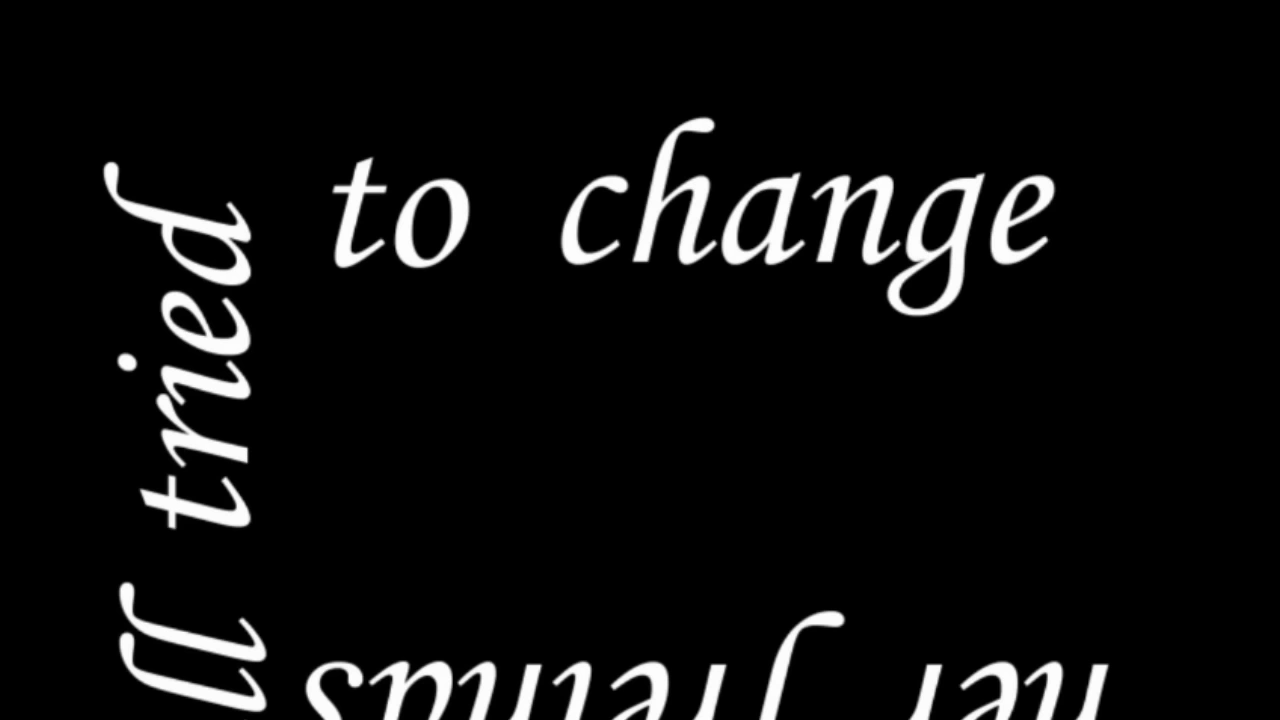 her friends
ll tried
to change